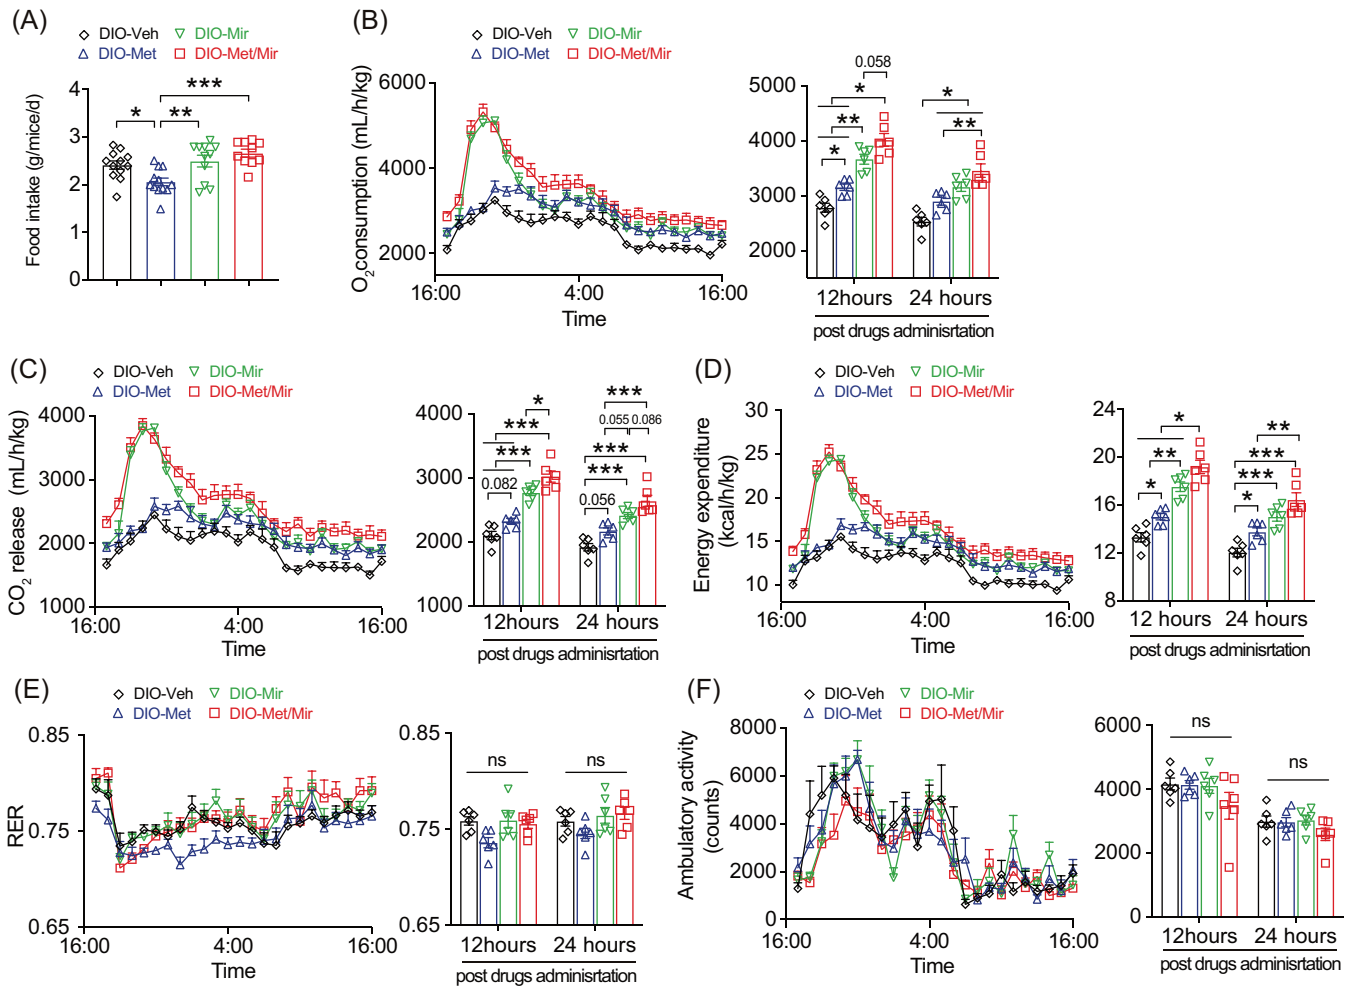 (A)
DIO-Veh DIO-Mir
DIO-Met DIO-Met/Mir
Food intake (g/mice/d)
4
3
2
1
0
* ** ***
(B)
DIO-Veh DIO-Mir
DIO-Met DIO-Met/Mir
O2consumption (mL/h/kg)
6000
4000
2000
16:00 4:00 16:00
Time
5000
4000
3000
2000
0.058
*
**
*
*
**
12hours 24 hours
post drugs adminisrtation
(C)
DIO-Veh DIO-Mir
DIO-Met DIO-Met/Mir
CO2 release (mL/h/kg)
4000
3000
2000
1000
16:00 4:00 16:00
Time
4000
3000
2000
1000
*
***
***
0.082
***
0.055 0.086
***
***
0.056
12hours 24 hours
post drugs adminisrtation
(D)
DIO-Veh DIO-Mir
DIO-Met DIO-Met/Mir
Energy expenditure
(kcal/h/kg)
30
25
20
15
10
16:00 4:00 16:00
Time
24
20
16
12
8
*
**
*
**
***
***
*
12 hours 24 hours
post drugs adminisrtation
(E)
DIO-Veh DIO-Mir
DIO-Met DIO-Met/Mir
RER
0.85
0.75
0.65
16:00 4:00 16:00
Time
0.85
0.75
0.65
ns ns
12hours 24 hours
post drugs adminisrtation
(F)
DIO-Veh DIO-Mir
DIO-Met DIO-Met/Mir
Ambulatory activity
(counts)
8000
6000
4000
2000
0
16:00 4:00 16:00
Time
6000
4000
2000
0
ns
ns
12hours 24 hours
post drugs adminisrtation